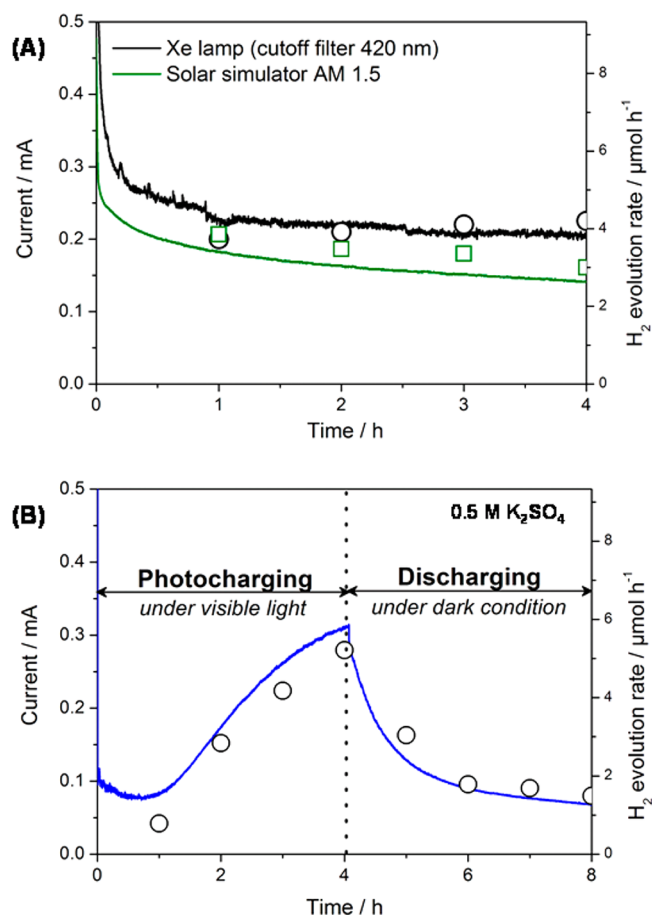 (A)
Xe lamp (cutoff filter 420 nm)
Solar simulator AM 1.5
Current / mA
0.5
0.4
0.3
0.2
0.1
0.0
H₂ evolution rate / μmol h⁻¹
8
6
4
2
0
0 1 2 3 4
Time / h
(B)
0.5 M K₂SO₄
Photocharging
under visible light
Discharging
under dark condition
Current / mA
0.5
0.4
0.3
0.2
0.1
0.0
H₂ evolution rate / μmol h⁻¹
8
6
4
2
0
0 2 4 6 8
Time / h